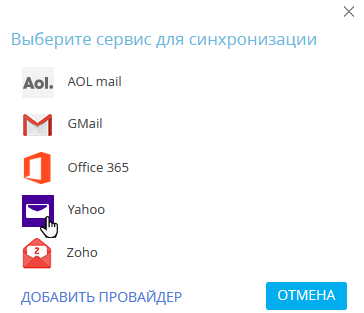 Выберите сервис для синхронизации
Aol. AOL mail
GMail
Office 365
Yahoo
Z Zoho
ДОБАВИТЬ ПРОВАЙДЕР ОТМЕНА